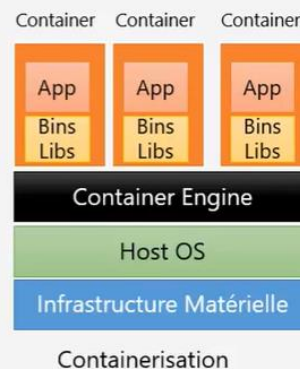 Container Container Container
App App App
Bins Bins Bins
Libs Libs Libs
Container Engine
Host OS
Infrastructure Matérielle
Containerisation